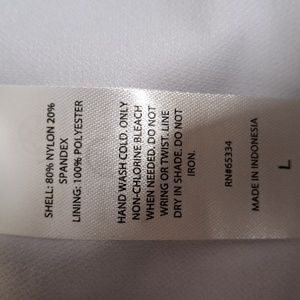 SHELL: 80% NYLON 20%
SPANDEX
LINING: 100% POLYESTER
HAND WASH COLD. ONLY
NON-CHLORINE BLEACH
WHEN NEEDED. DO NOT
WRING OR TWIST. LINE
DRY IN SHADE. DO NOT
IRON.
RN#65334
MADE IN INDONESIA
L